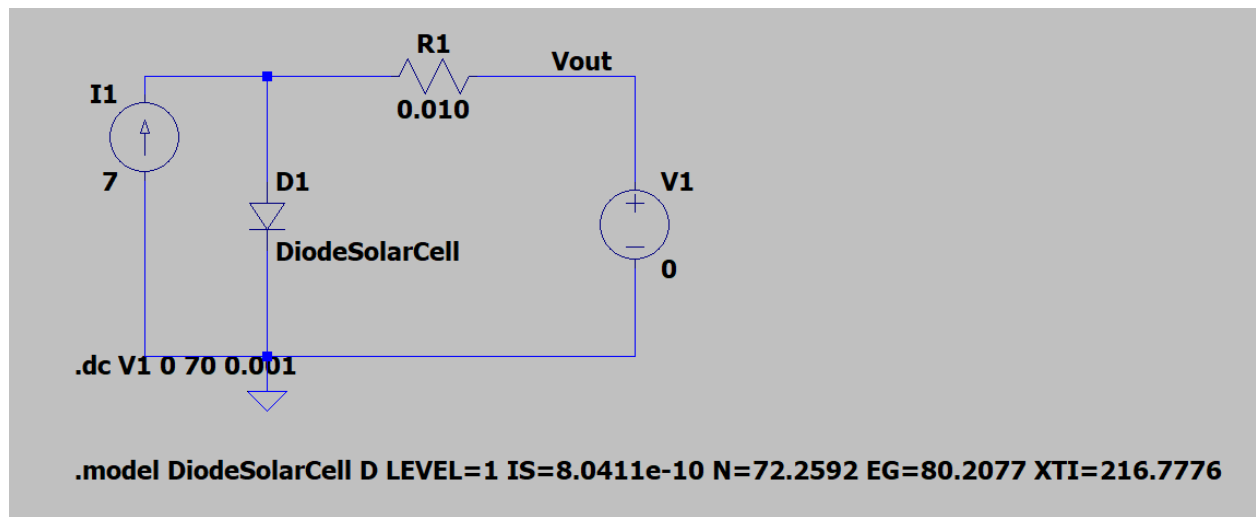 R1
Vout
I1
0.010
7
D1
V1
DiodeSolarCell
0
.dc V1 0 70 0.001
.model DiodeSolarCell D LEVEL=1 IS=8.0411e-10 N=72.2592 EG=80.2077 XTI=216.7776